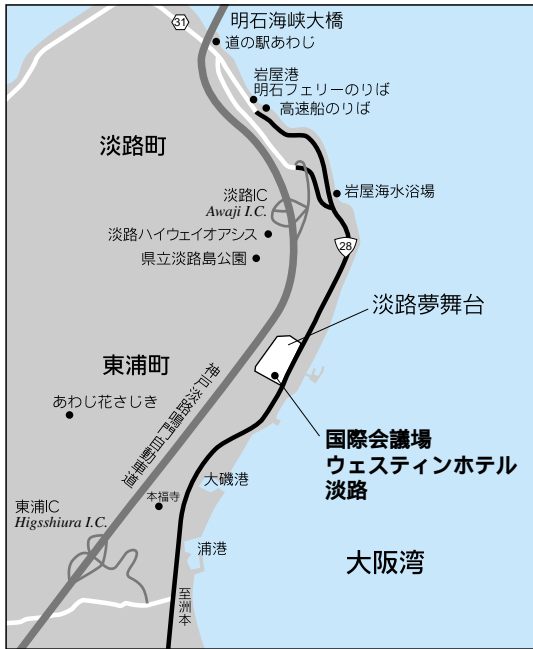 31
明石海峡大橋
道の駅あわじ
岩屋港
明石フェリーのりば
高速船のりば
淡路町
淡路IC
Awaji I.C.
岩屋海水浴場
淡路ハイウェイオアシス
県立淡路島公園
28
淡路夢舞台
東浦町
あわじ花さじき
神戸淡路鳴門自動車道
国際会議場
ウェスティンホテル
淡路
大磯港
本福寺
東浦IC
Higsshiura I.C.
浦港
大阪湾
至洲本